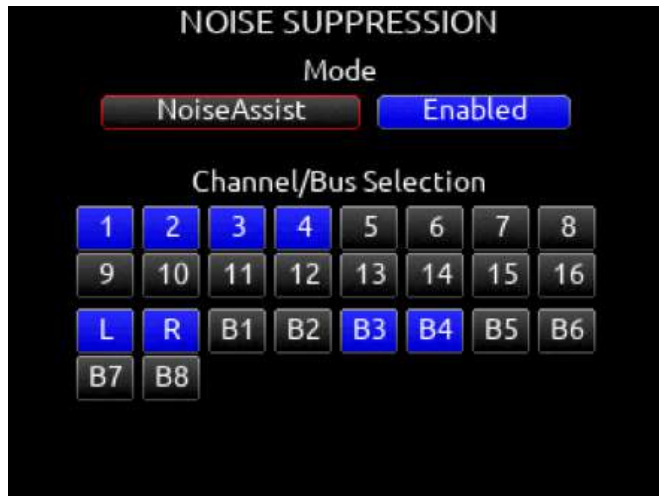 NOISE SUPPRESSION
Mode
NoiseAssist Enabled
Channel/Bus Selection
1 2 3 4 5 6 7 8
9 10 11 12 13 14 15 16
L R B1 B2 B3 B4 B5 B6
B7 B8